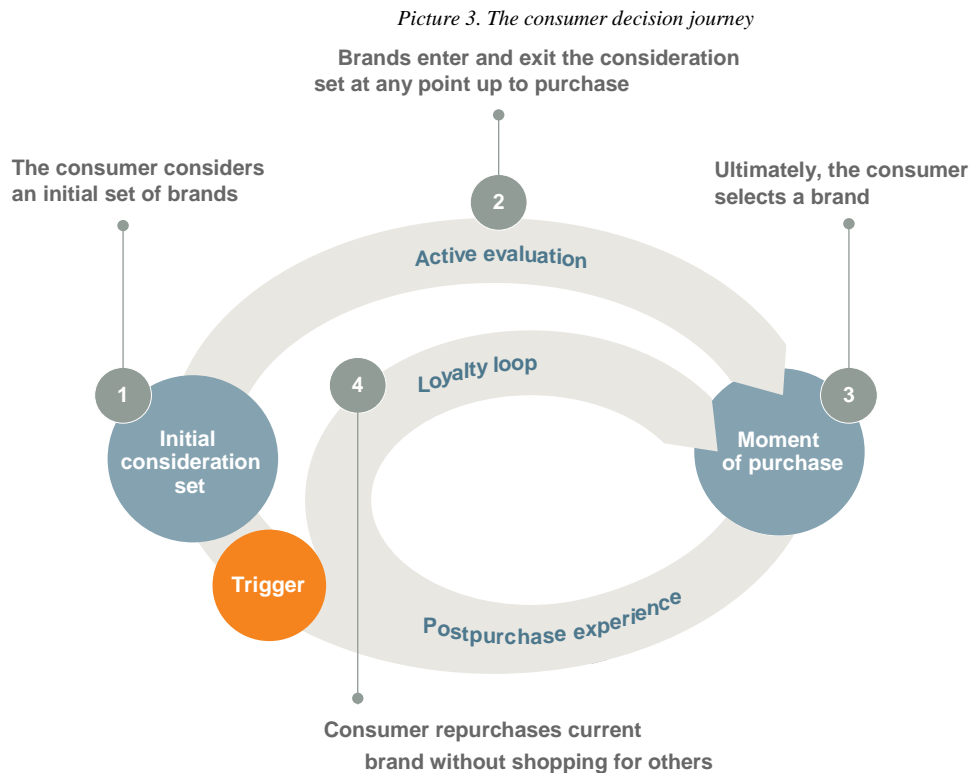 Picture 3. The consumer decision journey
Brands enter and exit the consideration
set at any point up to purchase
The consumer considers
an initial set of brands
Ultimately, the consumer
selects a brand
2
Active evaluation
Loyalty loop
1
4
3
Initial
consideration
set
Moment
of purchase
Trigger
Postpurchase experience
Consumer repurchases current
brand without shopping for others